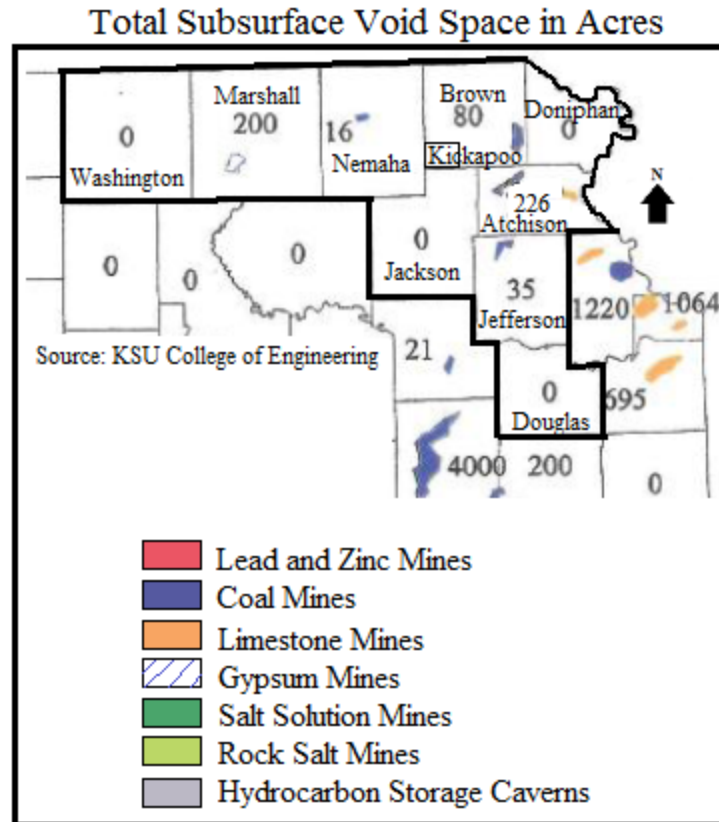 Total Subsurface Void Space in Acres
Marshall
Brown
Doniphan
0
200
16
80
0
Washington
Nemaha
Kickapoo
N
226
Atchison
0
0
0
0
Jackson
35
Jefferson
1220
1064
Source: KSU College of Engineering
21
0
695
Douglas
4000
200
0
Lead and Zinc Mines
Coal Mines
Limestone Mines
Gypsum Mines
Salt Solution Mines
Rock Salt Mines
Hydrocarbon Storage Caverns